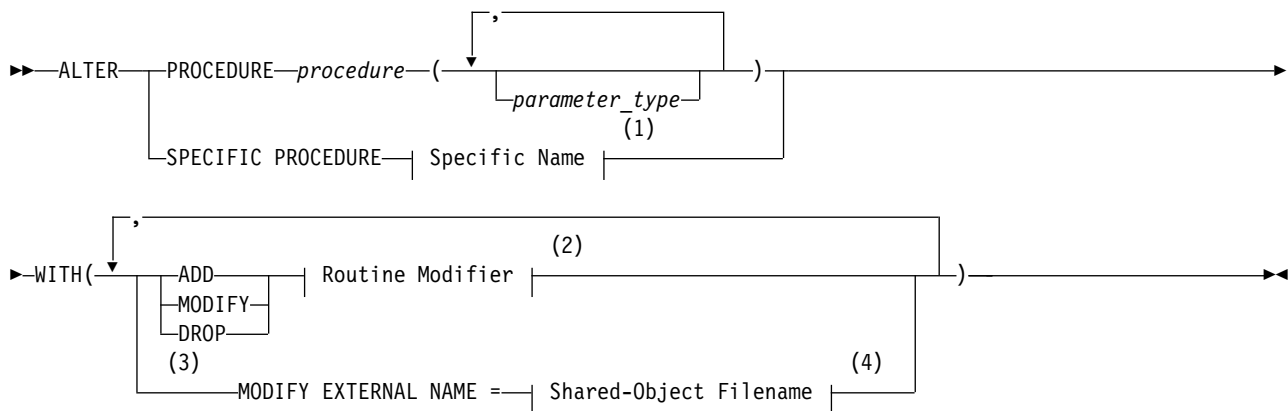 ,
ALTER PROCEDURE procedure ( parameter_type )
(1)
SPECIFIC PROCEDURE Specific Name
,
(2)
WITH( ADD Routine Modifier )
MODIFY
DROP
(3) (4)
MODIFY EXTERNAL NAME = Shared-Object Filename